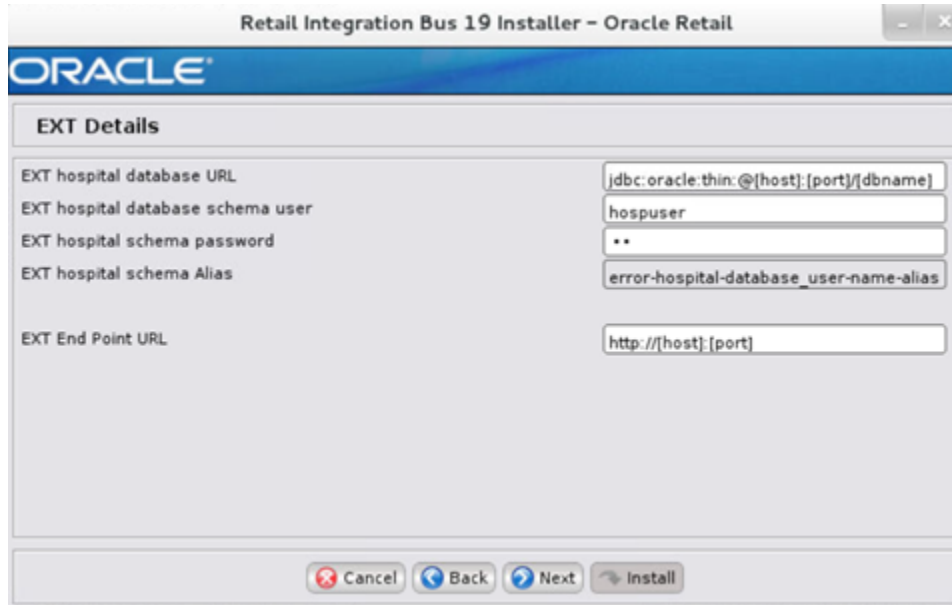 Retail Integration Bus 19 Installer – Oracle Retail
ORACLE®
EXT Details
EXT hospital database URL
jdbc:oracle:thin:@[host]:[port]/[dbname]
EXT hospital database schema user
hospuser
EXT hospital schema password
••
EXT hospital schema Alias
error-hospital-database_user-name-alias
EXT End Point URL
http://[host]:[port]
Cancel Back Next Install